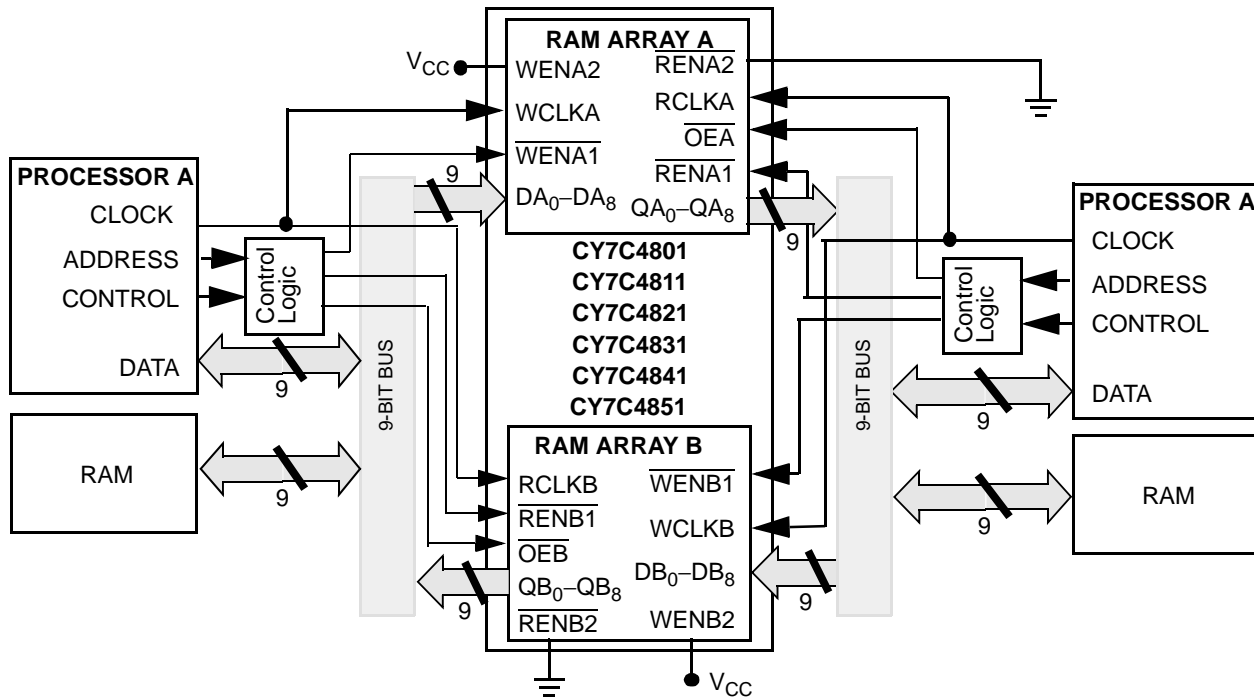 RAM ARRAY A
V_CC
WENA2
WCLKA
WENA1
DA0–DA8
RENA2
RCLKA
OEA
RENA1
QA0–QA8
9
9
PROCESSOR A
CLOCK
ADDRESS
CONTROL
DATA
Control
Logic
9
9-BIT BUS
RAM
9
CY7C4801
CY7C4811
CY7C4821
CY7C4831
CY7C4841
CY7C4851
9-BIT BUS
PROCESSOR A
CLOCK
ADDRESS
CONTROL
DATA
Control
Logic
9
RAM
9
RAM ARRAY B
RCLKB
RENB1
OEB
QB0–QB8
RENB2
WENB1
WCLKB
DB0–DB8
WENB2
9
9
V_CC